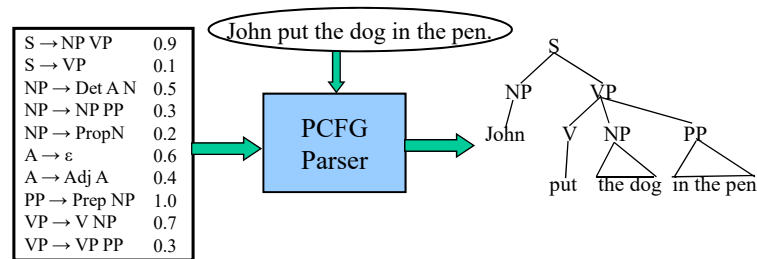 John put the dog in the pen.
S → NP VP 0.9
S → VP 0.1
NP → Det A N 0.5
NP → NP PP 0.3
NP → PropN 0.2
A → ε 0.6
A → Adj A 0.4
PP → Prep NP 1.0
VP → V NP 0.7
VP → VP PP 0.3
PCFG
Parser
S
NP VP
John V NP PP
put the dog in the pen